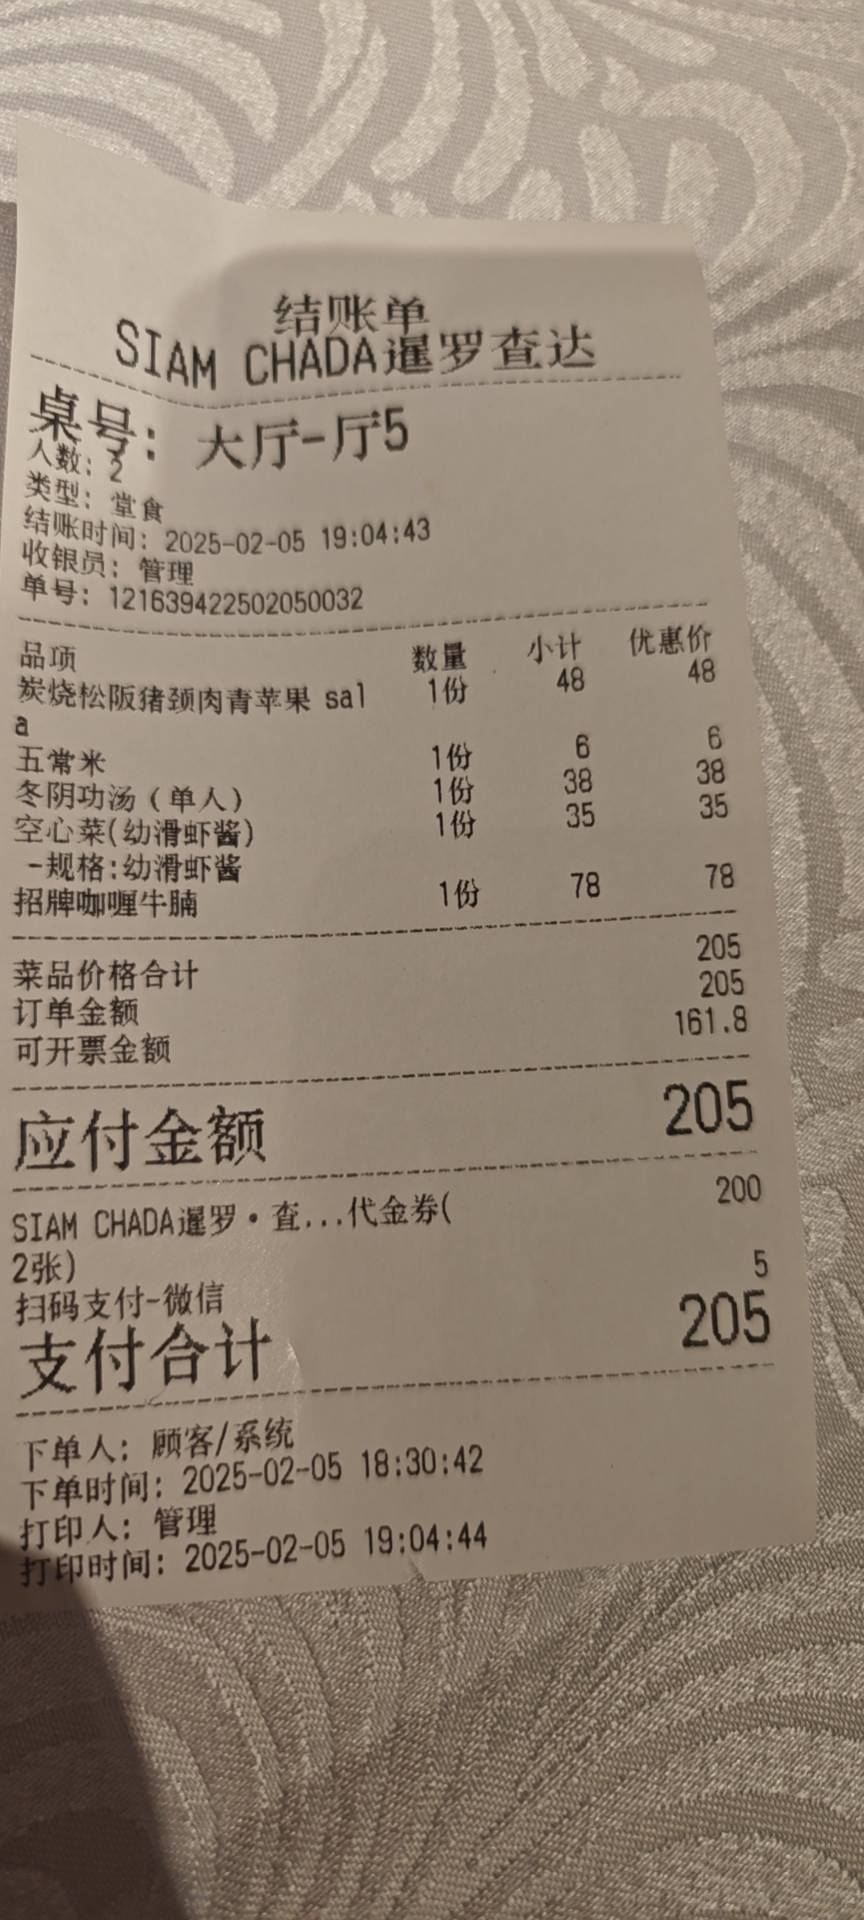 结账单
SIAM CHADA暹罗查达
桌号: 大厅-厅5
人数: 2
类型: 堂食
结账时间: 2025-02-05 19:04:43
收银员: 管理
单号: 121639422502050032
品项 数量 小计 优惠价
炭烧松阪猪颈肉青苹果 sal 1份 48 48
a
五常米 1份 6 6
冬阴功汤(单人) 1份 38 38
空心菜(幼滑虾酱) 1份 35 35
-规格:幼滑虾酱
招牌咖喱牛腩 1份 78 78
菜品价格合计 205
订单金额 205
可开票金额 161.8
应付金额 205
SIAM CHADA暹罗·查...代金券( 200
2张)
扫码支付-微信 5
支付合计 205
下单人: 顾客/系统
下单时间: 2025-02-05 18:30:42
打印人: 管理
打印时间: 2025-02-05 19:04:44